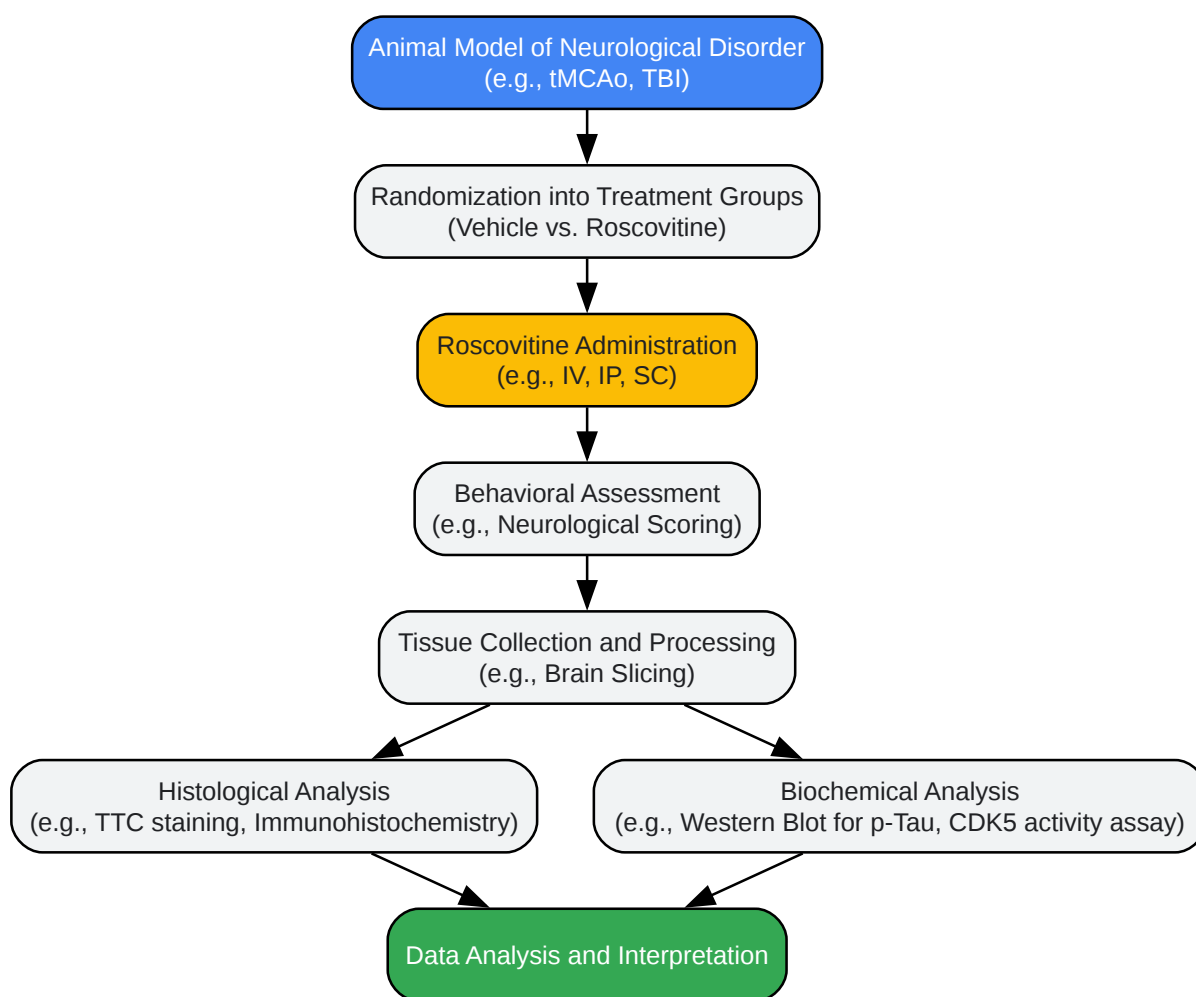 Animal Model of Neurological Disorder
(e.g., tMCAo, TBI)
Randomization into Treatment Groups
(Vehicle vs. Roscovitine)
Roscovitine Administration
(e.g., IV, IP, SC)
Behavioral Assessment
(e.g., Neurological Scoring)
Tissue Collection and Processing
(e.g., Brain Slicing)
Histological Analysis
(e.g., TTC staining, Immunohistochemistry)
Biochemical Analysis
(e.g., Western Blot for p-Tau, CDK5 activity assay)
Data Analysis and Interpretation